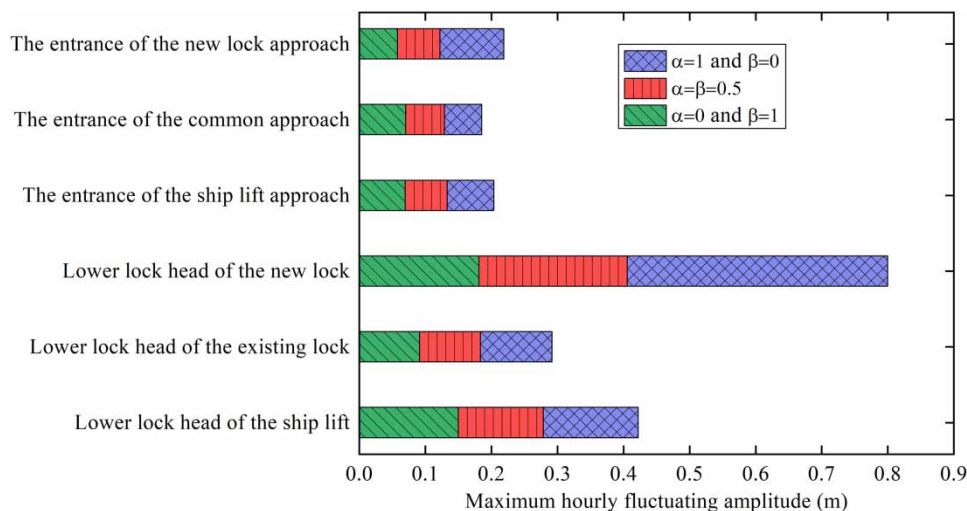 The entrance of the new lock approach
The entrance of the common approach
The entrance of the ship lift approach
Lower lock head of the new lock
Lower lock head of the existing lock
Lower lock head of the ship lift
α=1 and β=0
α=β=0.5
α=0 and β=1
0.0 0.1 0.2 0.3 0.4 0.5 0.6 0.7 0.8 0.9
Maximum hourly fluctuating amplitude (m)